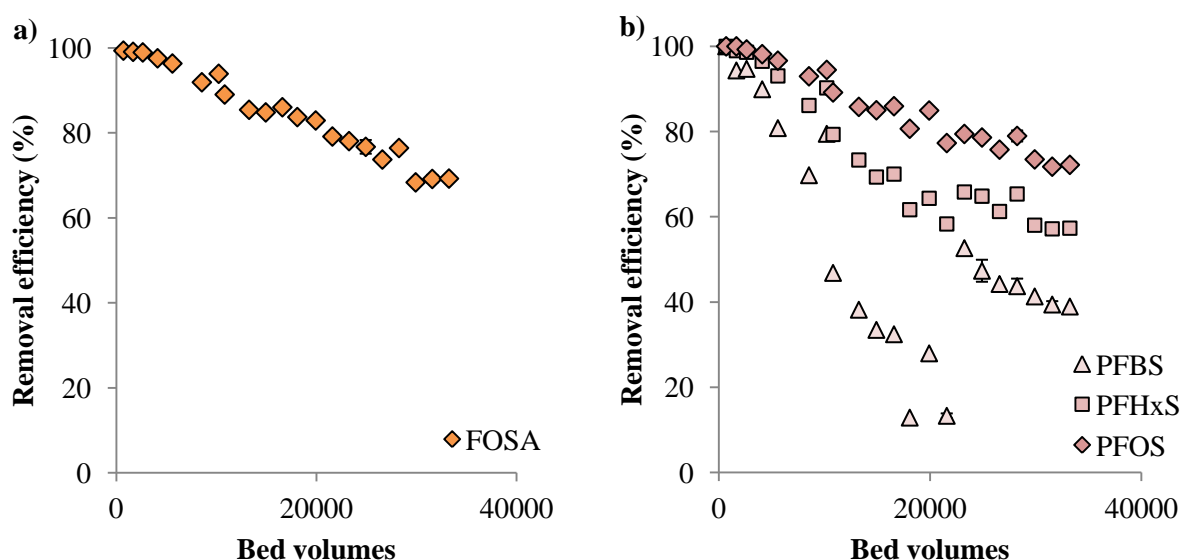 a)
Removal efficiency (%)
100
80
60
40
20
0
FOSA
0 20000 40000
Bed volumes
b)
Removal efficiency (%)
100
80
60
40
20
0
PFBS
PFHxS
PFOS
0 20000 40000
Bed volumes